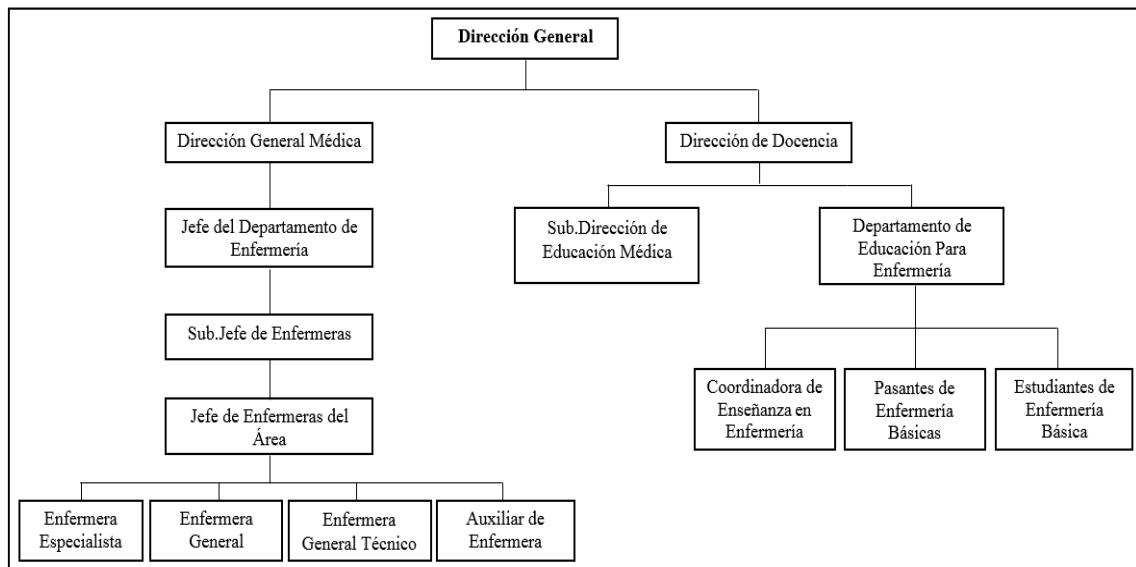 Dirección General
Dirección General Médica
Dirección de Docencia
Jefe del Departamento de
Enfermería
Sub.Dirección de
Educación Médica
Departamento de
Educación Para
Enfermería
Sub.Jefe de Enfermeras
Jefe de Enfermeras del
Área
Coordinadora de
Enseñanza en
Enfermería
Pasantes de
Enfermería
Básicas
Estudiantes de
Enfermería
Básica
Enfermera
Especialista
Enfermera
General
Enfermera
General Técnico
Auxiliar de
Enfermera